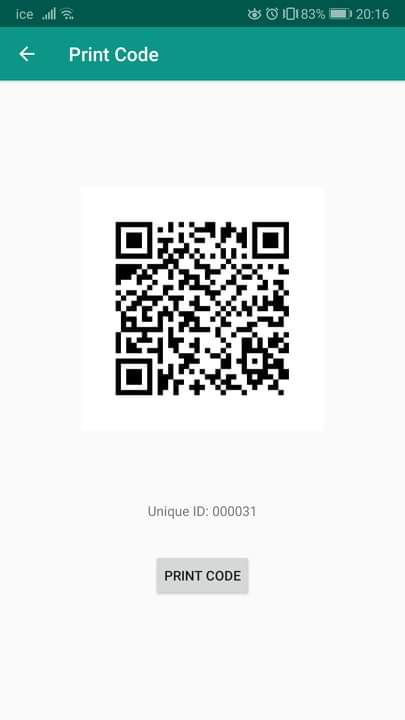 ice 83% 20:16
Print Code
Unique ID: 000031
PRINT CODE